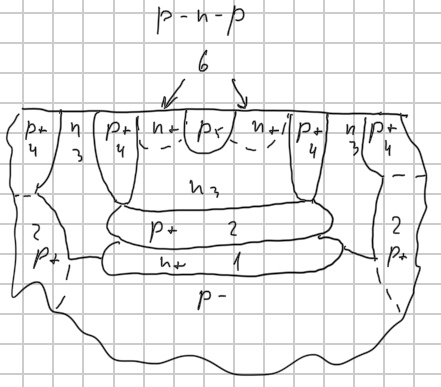 p-n-p
6
p+ n p+ n+ p+ n+ p+ n p+
4 3 4 4 3 4
n3
2 p+ 2 2
p+ n+ 1 p+
p-